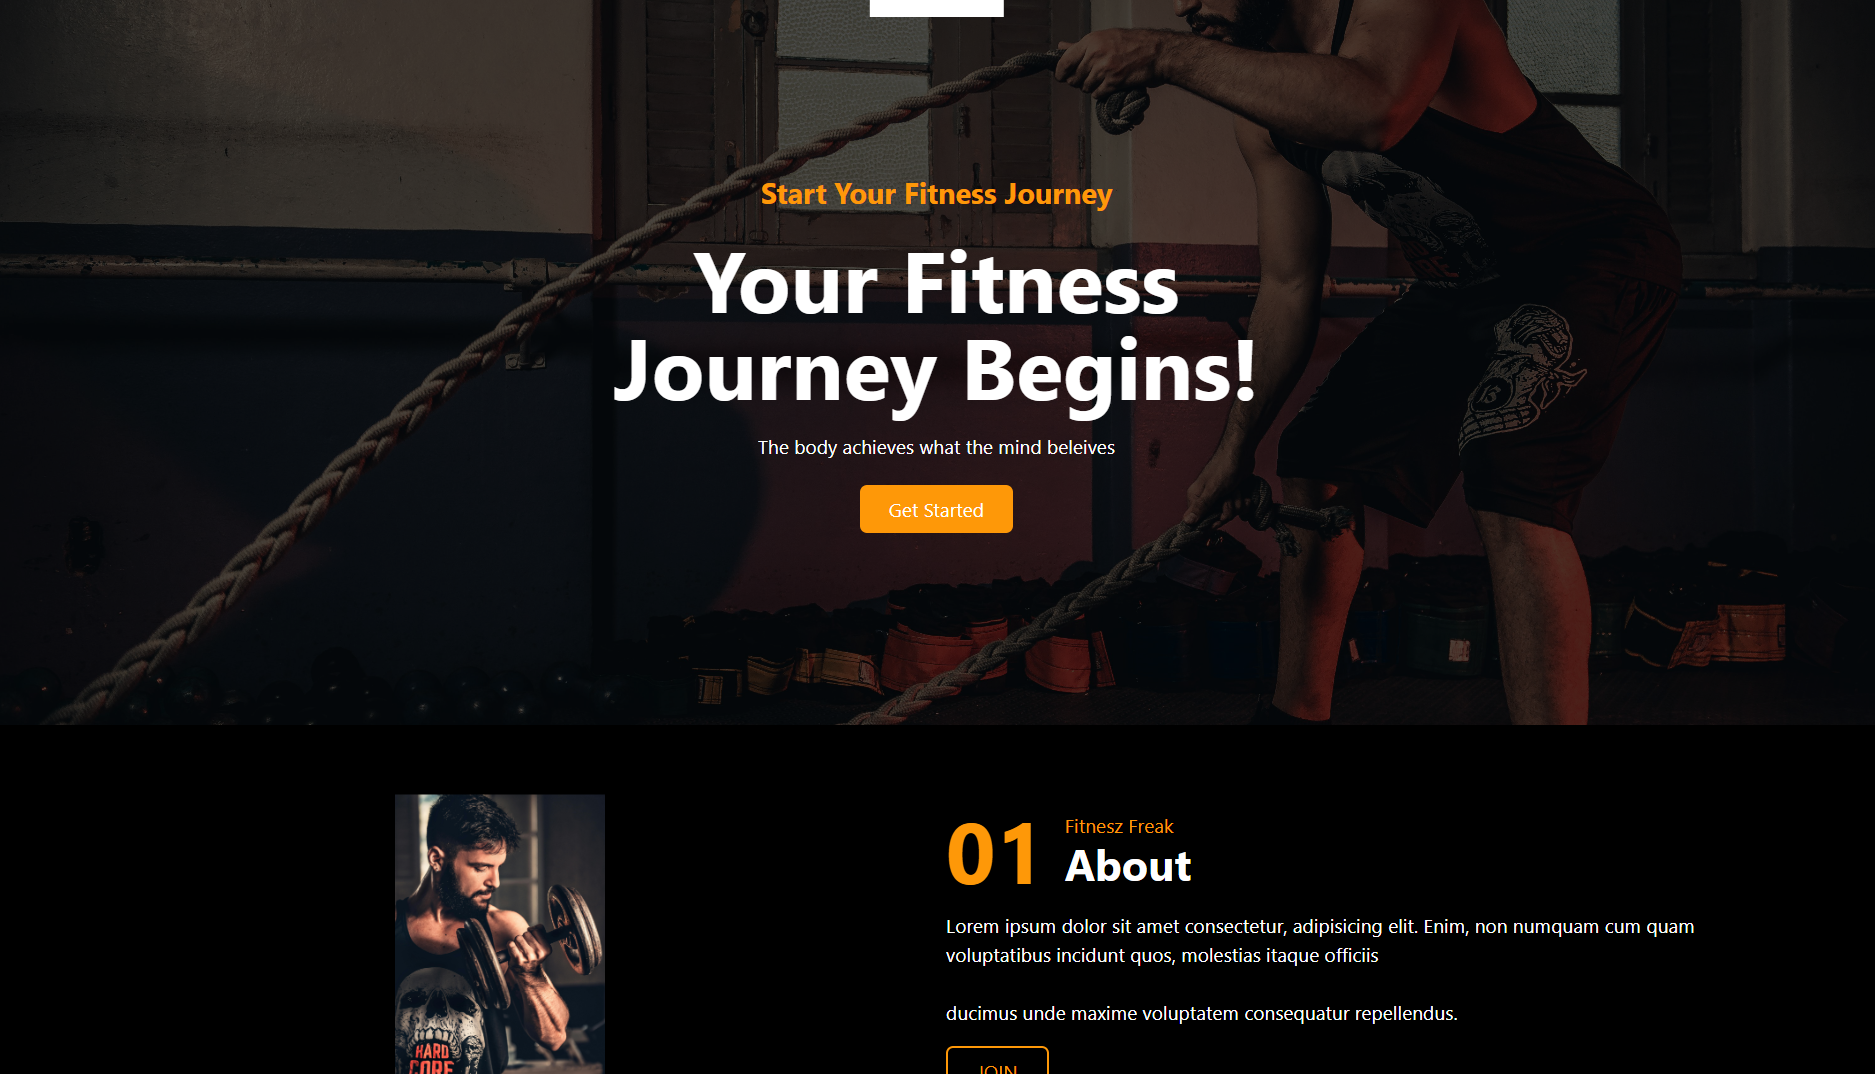 Start Your Fitness Journey
Your Fitness
Journey Begins!
The body achieves what the mind beleives
Get Started
13
01
Fitnesz Freak
About
Lorem ipsum dolor sit amet consectetur, adipisicing elit. Enim, non numquam cum quam
voluptatibus incidunt quos, molestias itaque officiis
ducimus unde maxime voluptatem consequatur repellendus.
JOIN
HARD
CORE